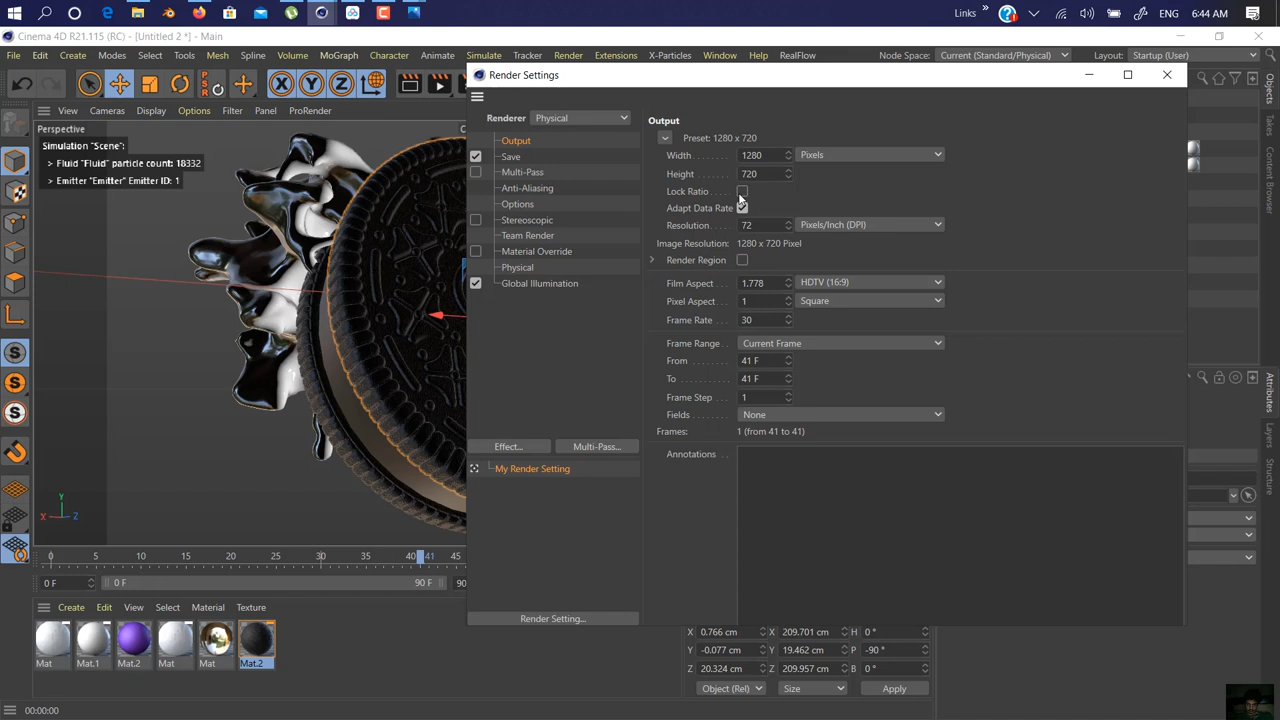 Links » ENG 6:44 AM
Cinema 4D R21.115 (RC) - [Untitled 2 *] - Main
File Edit Create Modes Select Tools Mesh Spline Volume MoGraph Character Animate Simulate Tracker Render Extensions X-Particles Window Help RealFlow Node Space: Current (Standard/Physical) Layout: Startup (User)
Render Settings
X Y Z
P S R
View Cameras Display Options Filter Panel ProRender
Perspective
Simulation "Scene":
> Fluid "Fluid" particle count: 18332
> Emitter "Emitter" Emitter ID: 1
Renderer Physical
Output
Save
Multi-Pass
Anti-Aliasing
Options
Stereoscopic
Team Render
Material Override
Physical
Global Illumination
Effect... Multi-Pass...
My Render Setting
Render Setting...
Output
Preset: 1280 x 720
Width 1280 Pixels
Height 720
Lock Ratio
Adapt Data Rate
Resolution 72 Pixels/Inch (DPI)
Image Resolution: 1280 x 720 Pixel
Render Region
Film Aspect 1.778 HDTV (16:9)
Pixel Aspect 1 Square
Frame Rate 30
Frame Range Current Frame
From 41 F
To 41 F
Frame Step 1
Fields None
Frames: 1 (from 41 to 41)
Annotations
Objects
Takes
Content Browser
Attributes
Layers
Structure
Y
X Z
0 5 10 15 20 25 30 35 40 41 45
0 F 0 F 90 F 90
Create Edit View Select Material Texture
Mat Mat.1 Mat.2 Mat Mat Mat.2
X 0.766 cm X 209.701 cm H 0 °
Y -0.077 cm Y 19.462 cm P -90 °
Z 20.324 cm Z 209.957 cm B 0 °
Object (Rel) Size Apply
00:00:00